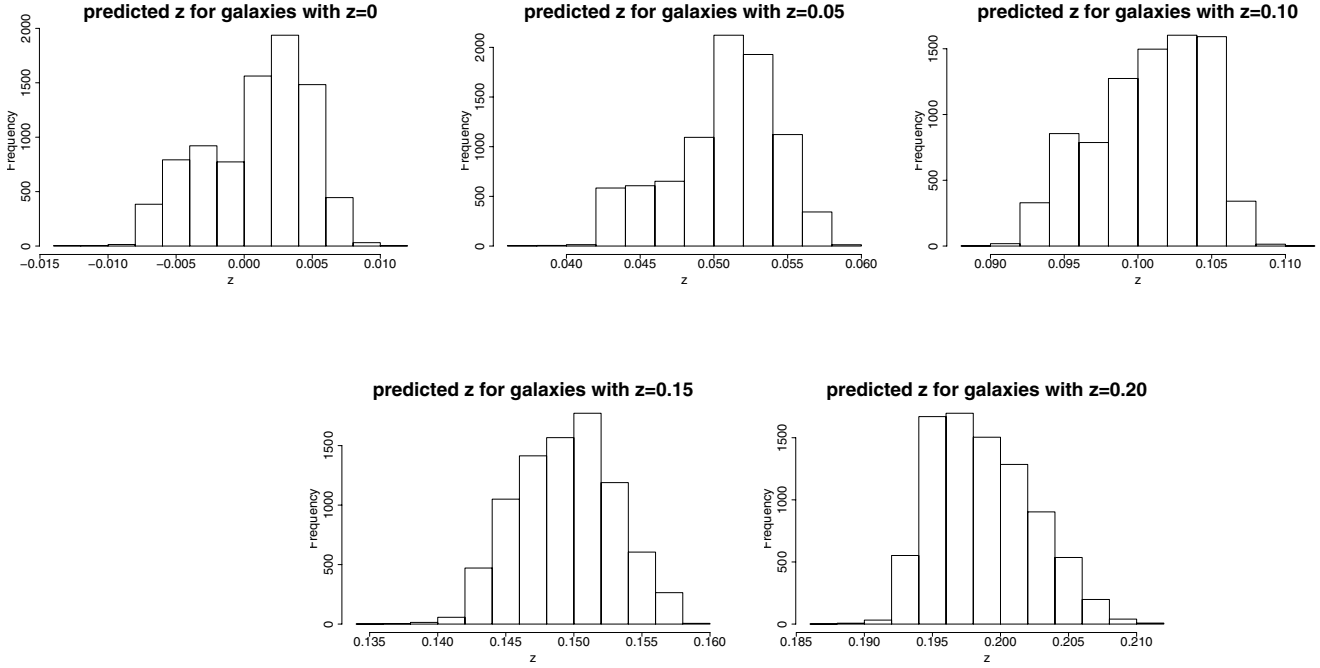 predicted z for galaxies with z=0
Frequency
0 500 1000 1500 2000
−0.015 −0.010 −0.005 0.000 0.005 0.010
z
predicted z for galaxies with z=0.05
Frequency
0 500 1000 1500 2000
0.040 0.045 0.050 0.055 0.060
z
predicted z for galaxies with z=0.10
Frequency
0 500 1000 1500
0.090 0.095 0.100 0.105 0.110
z
predicted z for galaxies with z=0.15
Frequency
0 500 1000 1500
0.135 0.140 0.145 0.150 0.155 0.160
z
predicted z for galaxies with z=0.20
Frequency
0 500 1000 1500
0.185 0.190 0.195 0.200 0.205 0.210
z